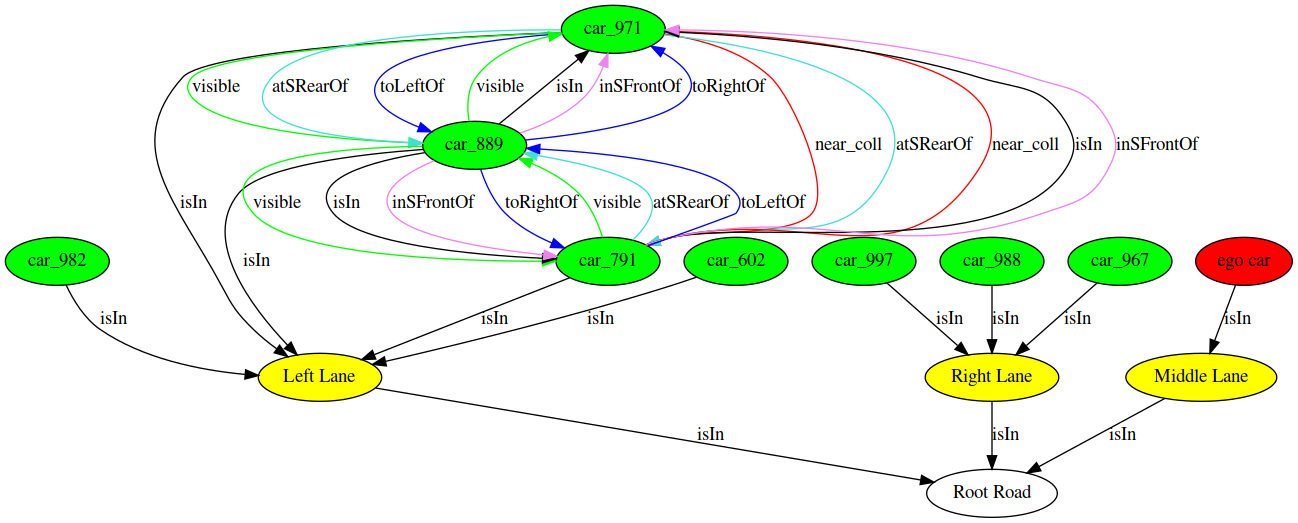 car_971
visible atSRearOf toLeftOf visible isIn inSFrontOf toRightOf
car_889 near_coll atSRearOf near_coll isIn inSFrontOf
isIn visible isIn inSFrontOf toRightOf visible atSRearOf toLeftOf
car_982 isIn car_791 car_602 car_997 car_988 car_967 ego car
isIn isIn isIn isIn isIn isIn isIn
Left Lane Right Lane Middle Lane
isIn isIn isIn
Root Road